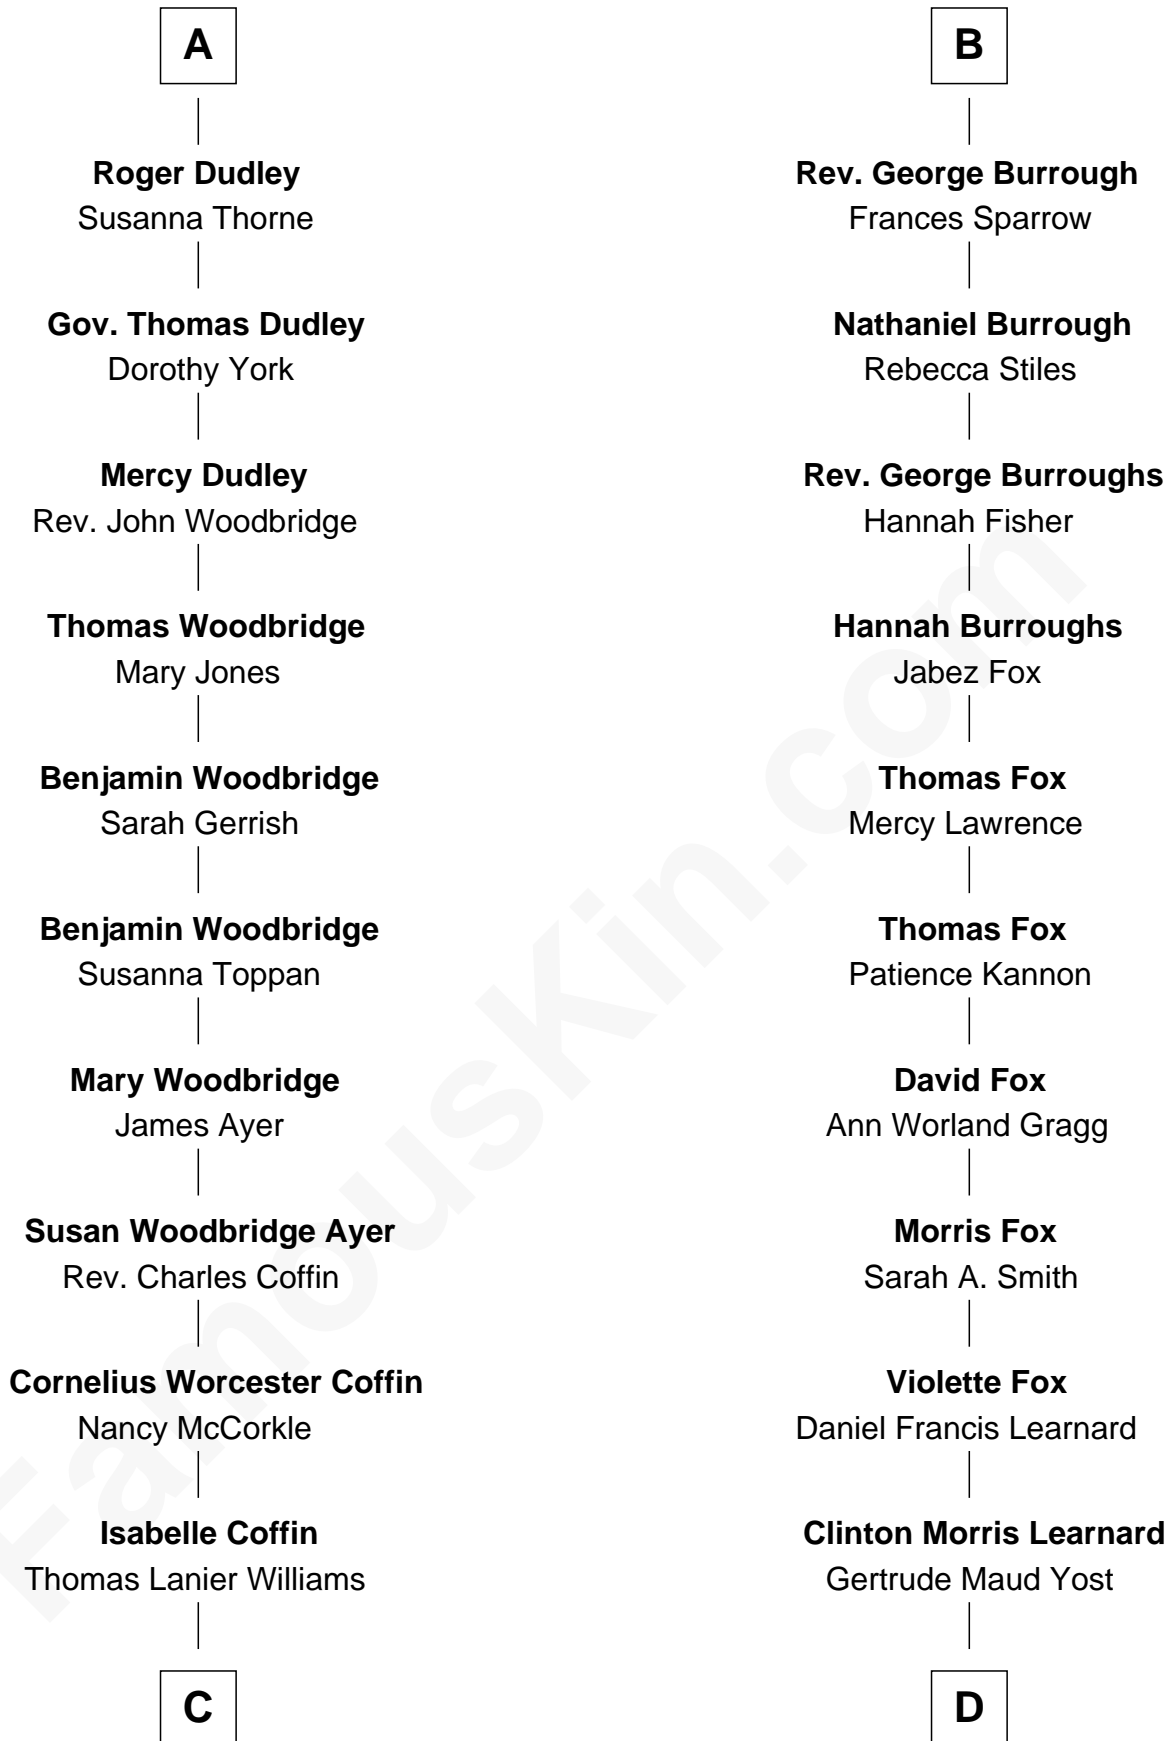 A
Roger Dudley
Susanna Thorne
Gov. Thomas Dudley
Dorothy York
Mercy Dudley
Rev. John Woodbridge
Thomas Woodbridge
Mary Jones
Benjamin Woodbridge
Sarah Gerrish
Benjamin Woodbridge
Susanna Toppan
Mary Woodbridge
James Ayer
Susan Woodbridge Ayer
Rev. Charles Coffin
Cornelius Worcester Coffin
Nancy McCorkle
Isabelle Coffin
Thomas Lanier Williams
C
B
Rev. George Burrough
Frances Sparrow
Nathaniel Burrough
Rebecca Stiles
Rev. George Burroughs
Hannah Fisher
Hannah Burroughs
Jabez Fox
Thomas Fox
Mercy Lawrence
Thomas Fox
Patience Kannon
David Fox
Ann Worland Gragg
Morris Fox
Sarah A. Smith
Violette Fox
Daniel Francis Learnard
Clinton Morris Learnard
Gertrude Maud Yost
D
FamousKin.com